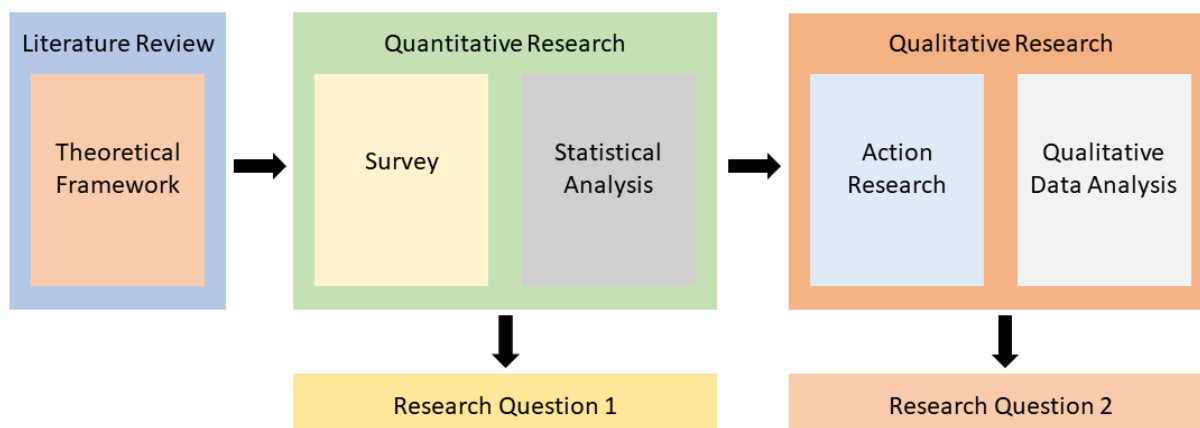 Literature Review
Theoretical
Framework
Quantitative Research
Survey
Statistical
Analysis
Qualitative Research
Action
Research
Qualitative
Data Analysis
Research Question 1
Research Question 2